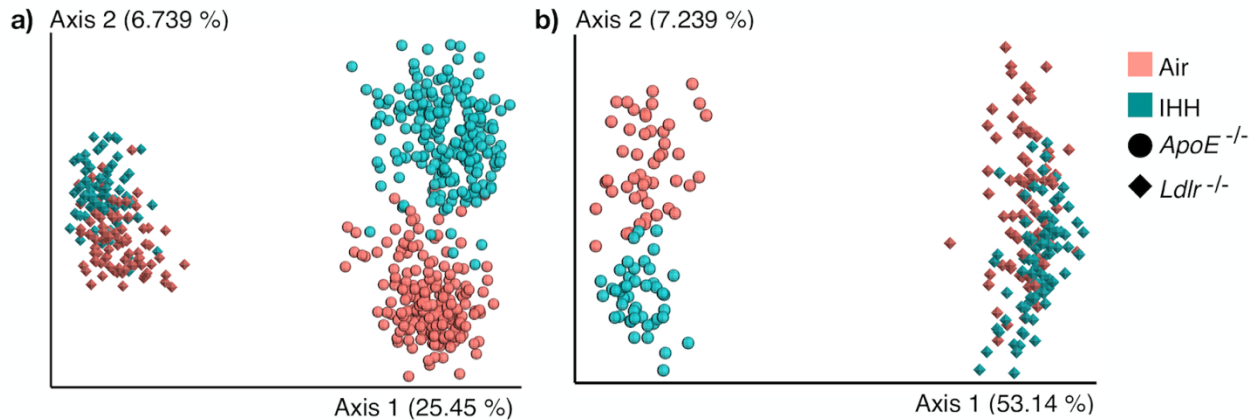 a) Axis 2 (6.739 %)
Axis 1 (25.45 %)
b) Axis 2 (7.239 %)
Axis 1 (53.14 %)
Air
IHH
ApoE -/-
Ldlr -/-